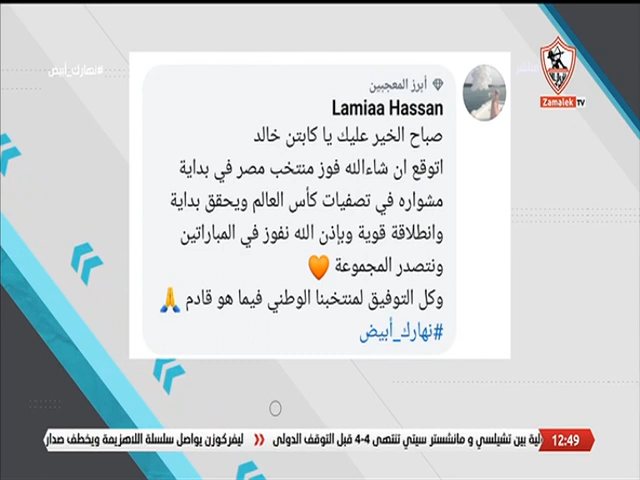 #نهارك_أبيض
Zamalek TV
أبرز المعجبين
Lamiaa Hassan
صباح الخير عليك يا كابتن خالد
اتوقع ان شاءالله فوز منتخب مصر في بداية
مشواره في تصفيات كأس العالم ويحقق بداية
وانطلاقة قوية وبإذن الله نفوز في المباراتين
ونتصدر المجموعة 🧡
وكل التوفيق لمنتخبنا الوطني فيما هو قادم 🙏
#نهارك_أبيض
12:49 لية بين تشيلسي و مانشستر سيتي تنتهى 4-4 قبل التوقف الدولى » ليفركوزن يواصل سلسلة اللاهزيمة ويخطف صدار